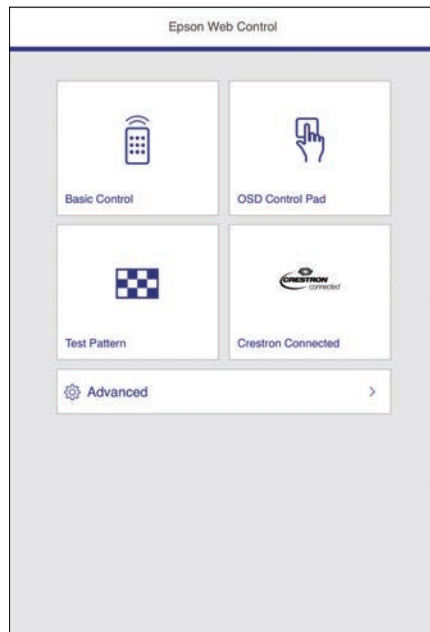 Epson Web Control
Basic Control
OSD Control Pad
CRESTRON
connected
Test Pattern
Crestron Connected
Advanced